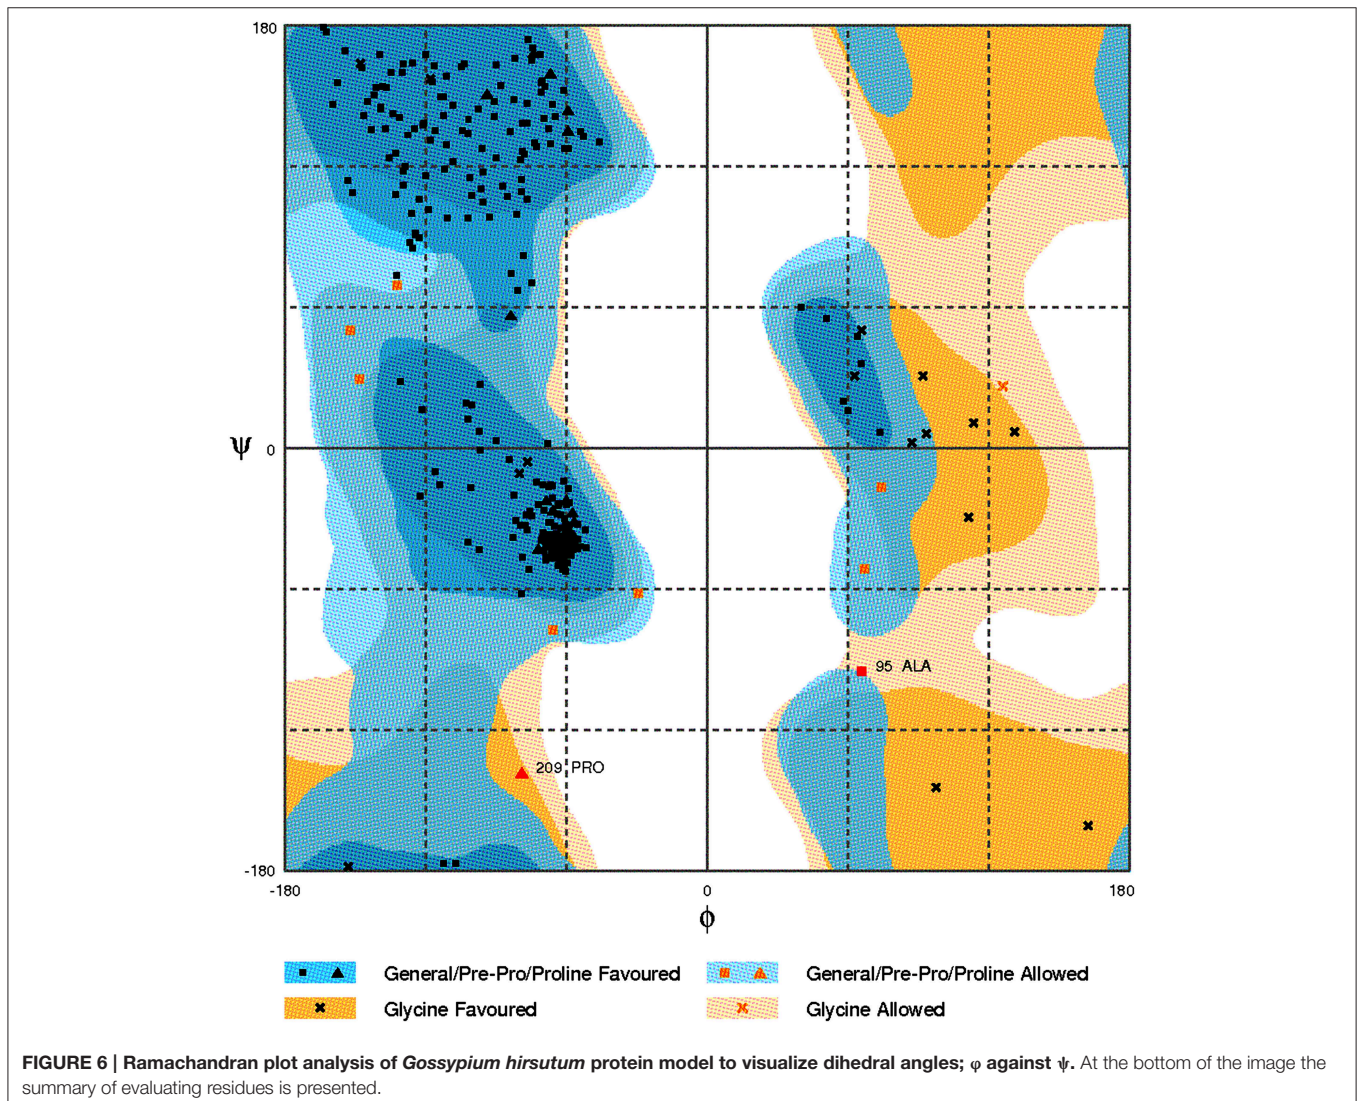 180
95 ALA
ψ 0
209 PRO
-180
-180 0 180
ϕ
General/Pre-Pro/Proline Favoured General/Pre-Pro/Proline Allowed
Glycine Favoured Glycine Allowed
FIGURE 6 | Ramachandran plot analysis of Gossypium hirsutum protein model to visualize dihedral angles; φ against ψ. At the bottom of the image the
summary of evaluating residues is presented.